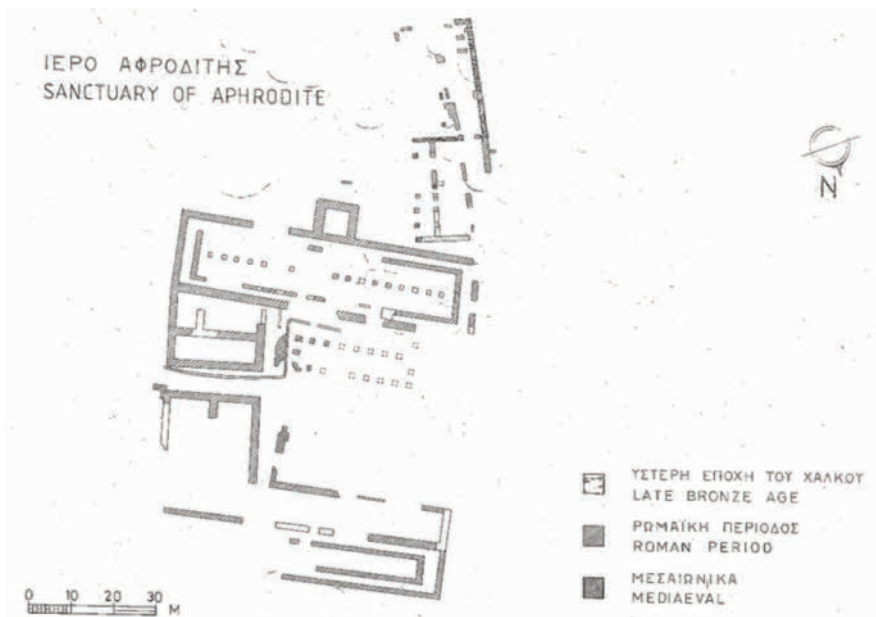 ΙΕΡΟ ΑΦΡΟΔΙΤΗΣ
SANCTUARY OF APHRODITE
N
ΥΣΤΕΡΗ ΕΠΟΧΗ ΤΟΥ ΧΑΛΚΟΥ
LATE BRONZE AGE
ΡΩΜΑΪΚΗ ΠΕΡΙΟΔΟΣ
ROMAN PERIOD
ΜΕΣΑΙΩΝΙΚΑ
MEDIAEVAL
0 10 20 30 M